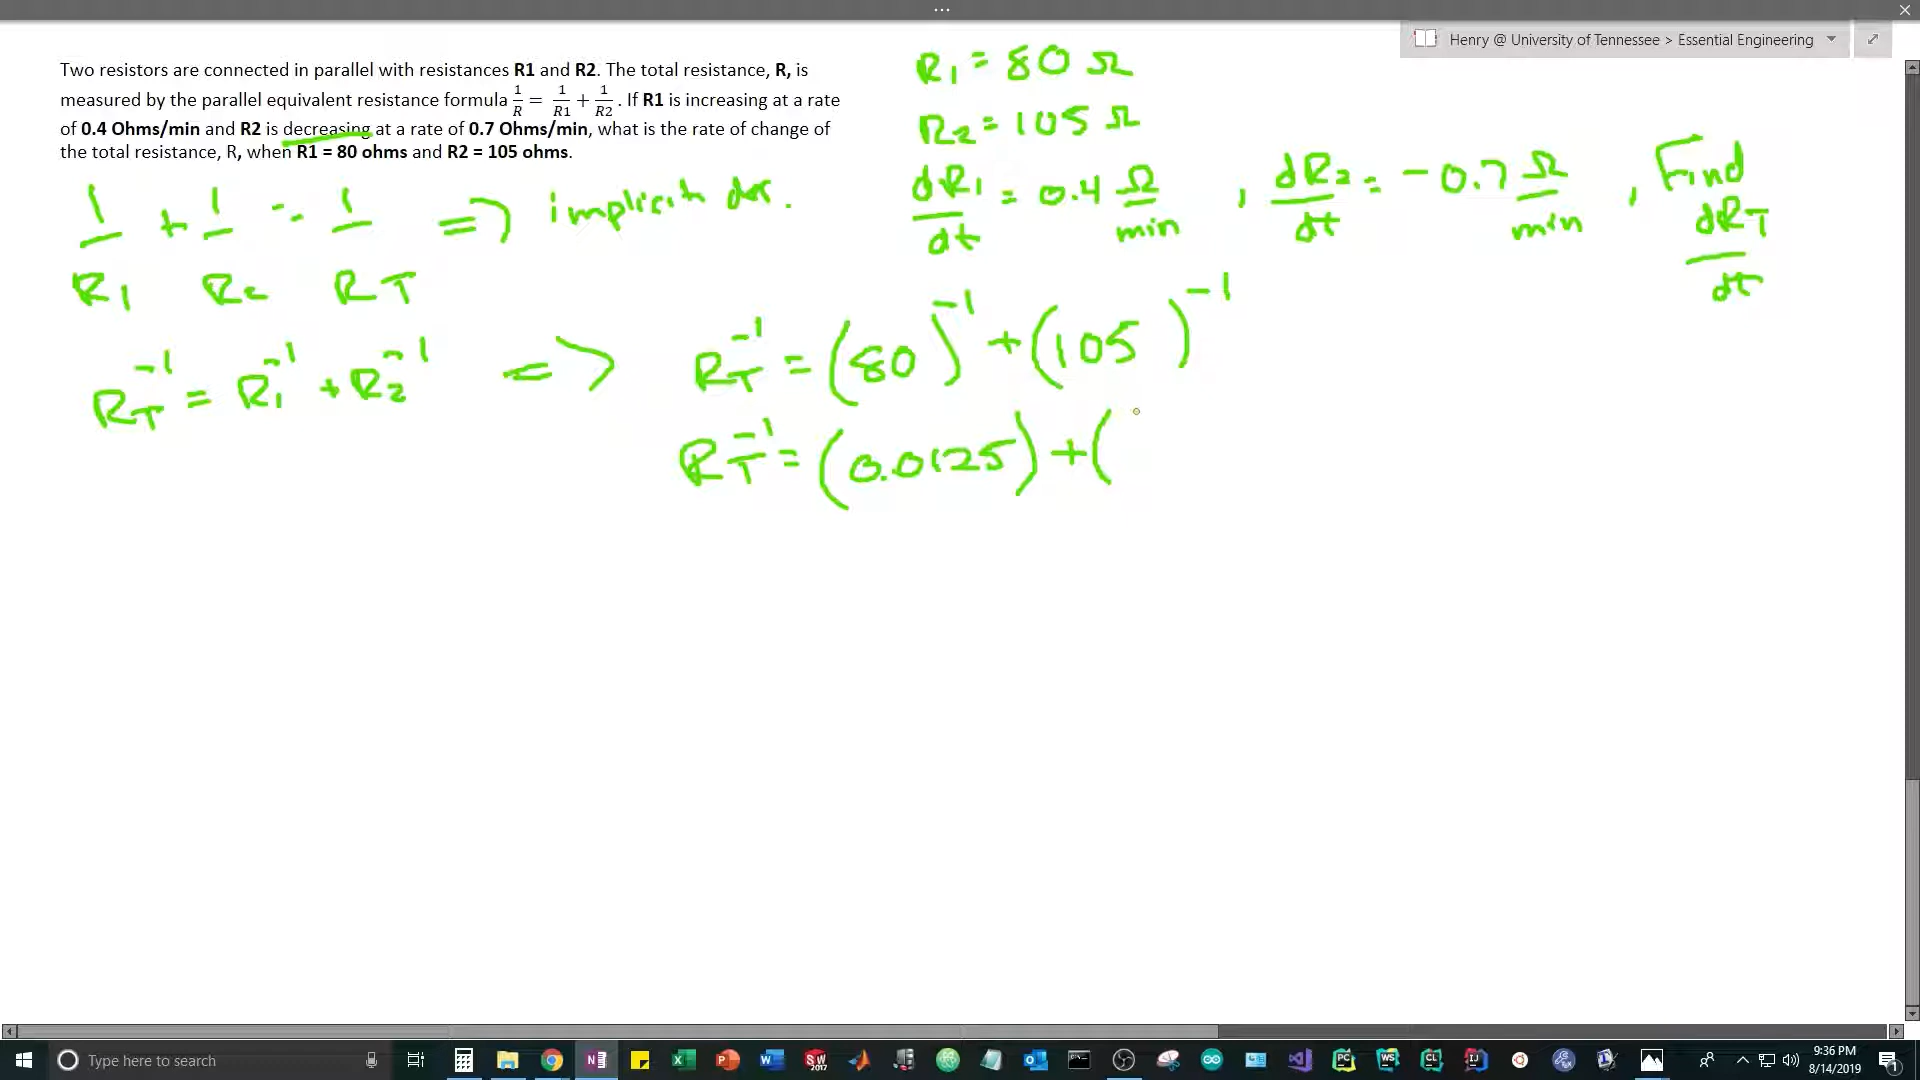 ...
Henry @ University of Tennessee > Essential Engineering
Two resistors are connected in parallel with resistances R1 and R2. The total resistance, R, is
measured by the parallel equivalent resistance formula 1/R = 1/R1 + 1/R2 . If R1 is increasing at a rate
of 0.4 Ohms/min and R2 is decreasing at a rate of 0.7 Ohms/min, what is the rate of change of
the total resistance, R, when R1 = 80 ohms and R2 = 105 ohms.
R1 = 80 Ω
R2 = 105 Ω
dR1/dt = 0.4 Ω/min , dR2/dt = -0.7 Ω/min , Find dRT/dt
1/R1 + 1/R2 = 1/RT => implicit
RT^-1 = R1^-1 + R2^-1 => RT^-1 = (80)^-1 + (105)^-1
RT^-1 = (0.0125) + (
Type here to search
9:36 PM
8/14/2019